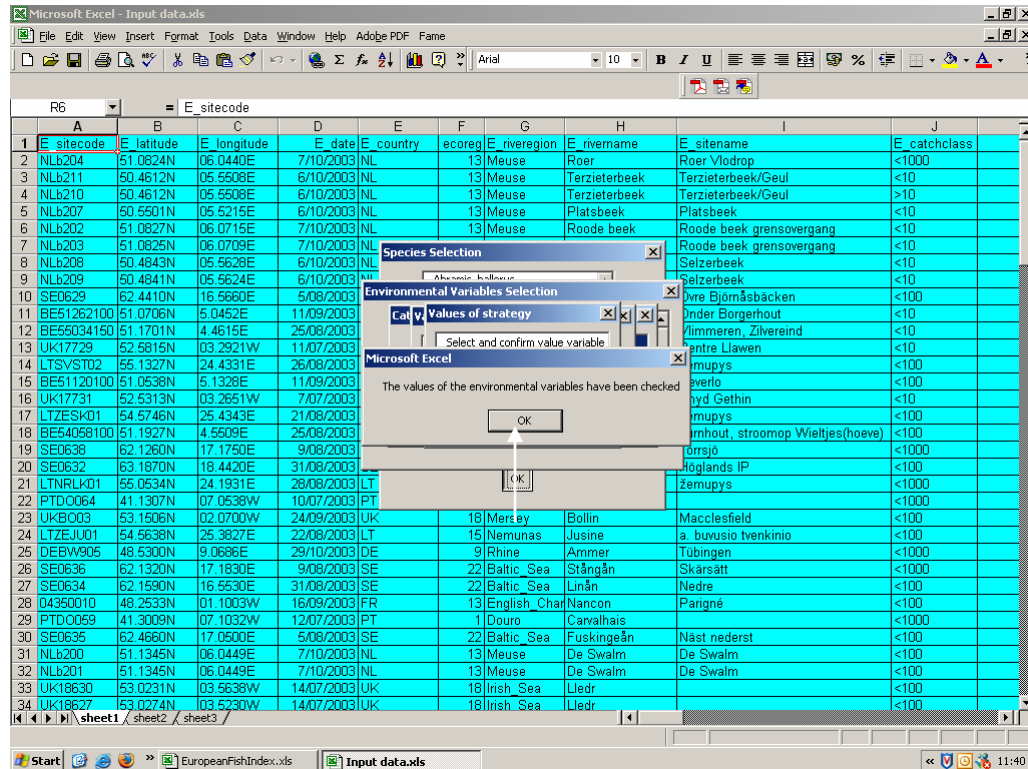 Microsoft Excel - Input data.xls
File Edit View Insert Format Tools Data Window Help Adobe PDF Fame
Arial 10 B I U %
R6 = E_sitecode
A B C D E F G H I J
1 E_sitecode E_latitude E_longitude E_date E_country ecoreg E_riveregion E_rivername E_sitename E_catchclass
2 NLb204 51.0824N 06.0440E 7/10/2003 NL 13 Meuse Roer Roer Vlodrop <1000
3 NLb211 50.4612N 05.5508E 6/10/2003 NL 13 Meuse Terzieterbeek Terzieterbeek/Geul <10
4 NLb210 50.4612N 05.5508E 6/10/2003 NL 13 Meuse Terzieterbeek Terzieterbeek/Geul >10
5 NLb207 50.5501N 05.5215E 6/10/2003 NL 13 Meuse Platsbeek Platsbeek <10
6 NLb202 51.0827N 06.0715E 7/10/2003 NL 13 Meuse Roode beek Roode beek grensovergang <10
7 NLb203 51.0825N 06.0709E 7/10/2003 NL Roode beek grensovergang <10
8 NLb208 50.4843N 05.5628E 6/10/2003 NL Selzerbeek <10
9 NLb209 50.4841N 05.5624E 6/10/2003 Selzerbeek <10
10 SE0629 62.4410N 16.5660E 5/08/2003 Övre Björnåsbäcken <100
11 BE51262100 51.0706N 5.0452E 11/09/2003 Onder Borgerhout <10
12 BE55034150 51.1701N 4.4615E 25/08/2003 Vlimmeren, Zilvereind <10
13 UK17729 52.5815N 03.2921W 11/07/2003 Pentre Llawen <10
14 LTSVST02 55.1327N 24.4331E 26/08/2003 žemupys <100
15 BE51120100 51.0538N 5.1328E 11/09/2003 <100
16 UK17731 52.5313N 03.2651W 7/07/2003 Gethin <10
17 LTZESK01 54.5746N 25.4343E 21/08/2003 <100
18 BE54058100 51.1927N 4.5509E 25/08/2003 Turnhout, stroomop Wieltjes(hoeve) <100
19 SE0638 62.1260N 17.1750E 9/08/2003 <1000
20 SE0632 63.1870N 18.4420E 31/08/2003 Höglands IP <100
21 LTNRLK01 55.0534N 24.1931E 28/08/2003 LT žemupys <100
22 PTDO064 41.1307N 07.0538W 10/07/2003 PT <1000
23 UKBO03 53.1506N 02.0700W 24/09/2003 UK 18 Mersey Bollin Macclesfield <100
24 LTZEJU01 54.5638N 25.3827E 22/08/2003 LT 15 Nemunas Jusine a. buvusio tvenkinio <100
25 DEBW905 48.5300N 9.0686E 29/10/2003 DE 9 Rhine Ammer Tübingen <1000
26 SE0636 62.1320N 17.1830E 9/08/2003 SE 22 Baltic_Sea Stångån Skärsätt <1000
27 SE0634 62.1590N 16.5530E 31/08/2003 SE 22 Baltic_Sea Linån Nedre <100
28 04350010 48.2533N 01.1003W 16/09/2003 FR 13 English_Char Nancon Parigné <100
29 PTDO059 41.3009N 07.1032W 12/07/2003 PT 1 Douro Carvalhais <1000
30 SE0635 62.4660N 17.0500E 5/08/2003 SE 22 Baltic_Sea Fuskingeån Näst nederst <100
31 NLb200 51.1345N 06.0449E 7/10/2003 NL 13 Meuse De Swalm De Swalm <100
32 NLb201 51.1345N 06.0449E 7/10/2003 NL 13 Meuse De Swalm De Swalm <100
33 UK18630 53.0231N 03.5638W 14/07/2003 UK 18 Irish_Sea Lledr <100
34 UK18627 53.0274N 03.5230W 14/07/2003 UK 18 Irish_Sea Lledr <100
Species Selection
Environmental Variables Selection
Cat Va Values of strategy
Select and confirm value variable
Microsoft Excel
The values of the environmental variables have been checked
OK
OK
sheet1 sheet2 sheet3
Start EuropeanFishIndex.xls Input data.xls 11:40